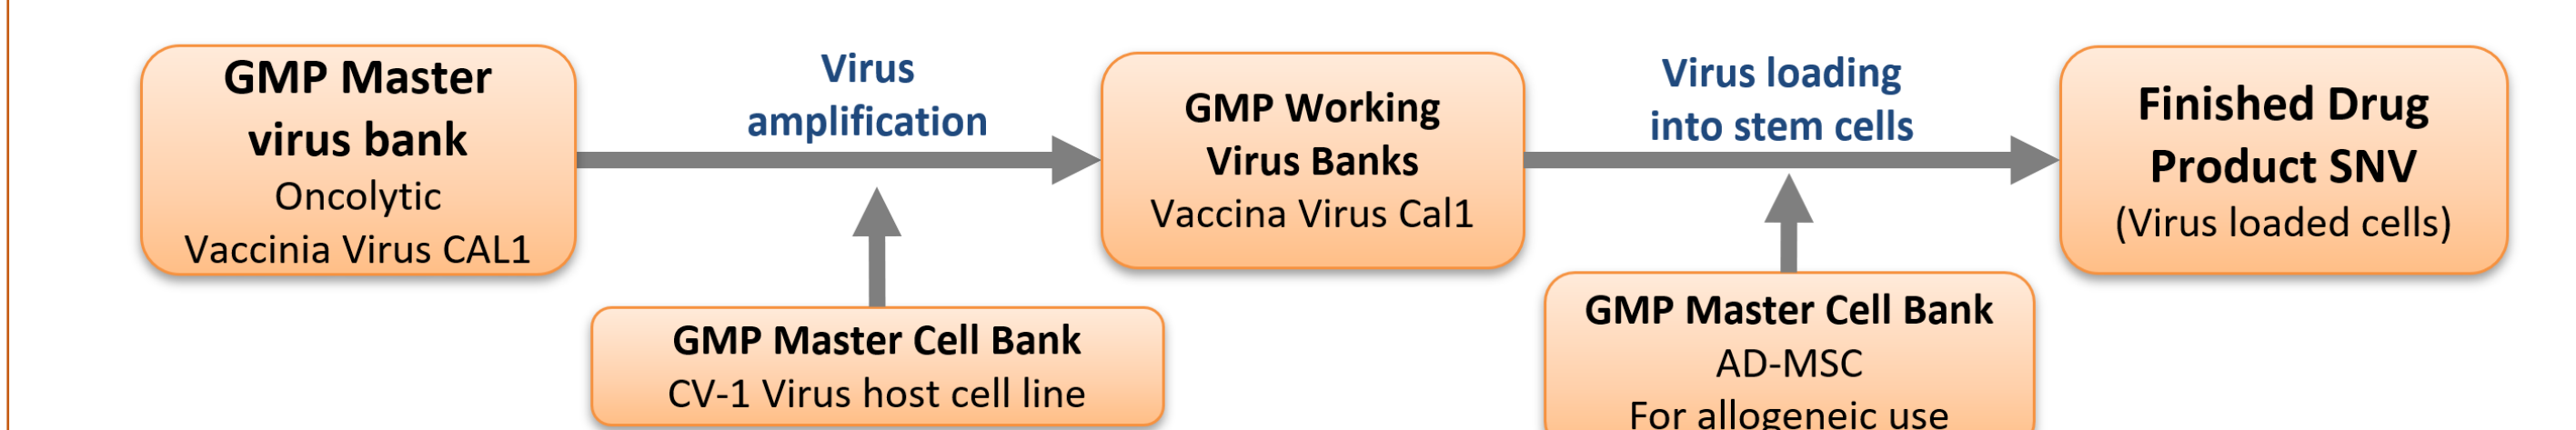 GMP Master
virus bank
Oncolytic
Vaccinia Virus CAL1
Virus
amplification
GMP Master Cell Bank
CV-1 Virus host cell line
GMP Working
Virus Banks
Vaccina Virus Cal1
Virus loading
into stem cells
GMP Master Cell Bank
AD-MSC
For allogeneic use
Finished Drug
Product SNV
(Virus loaded cells)